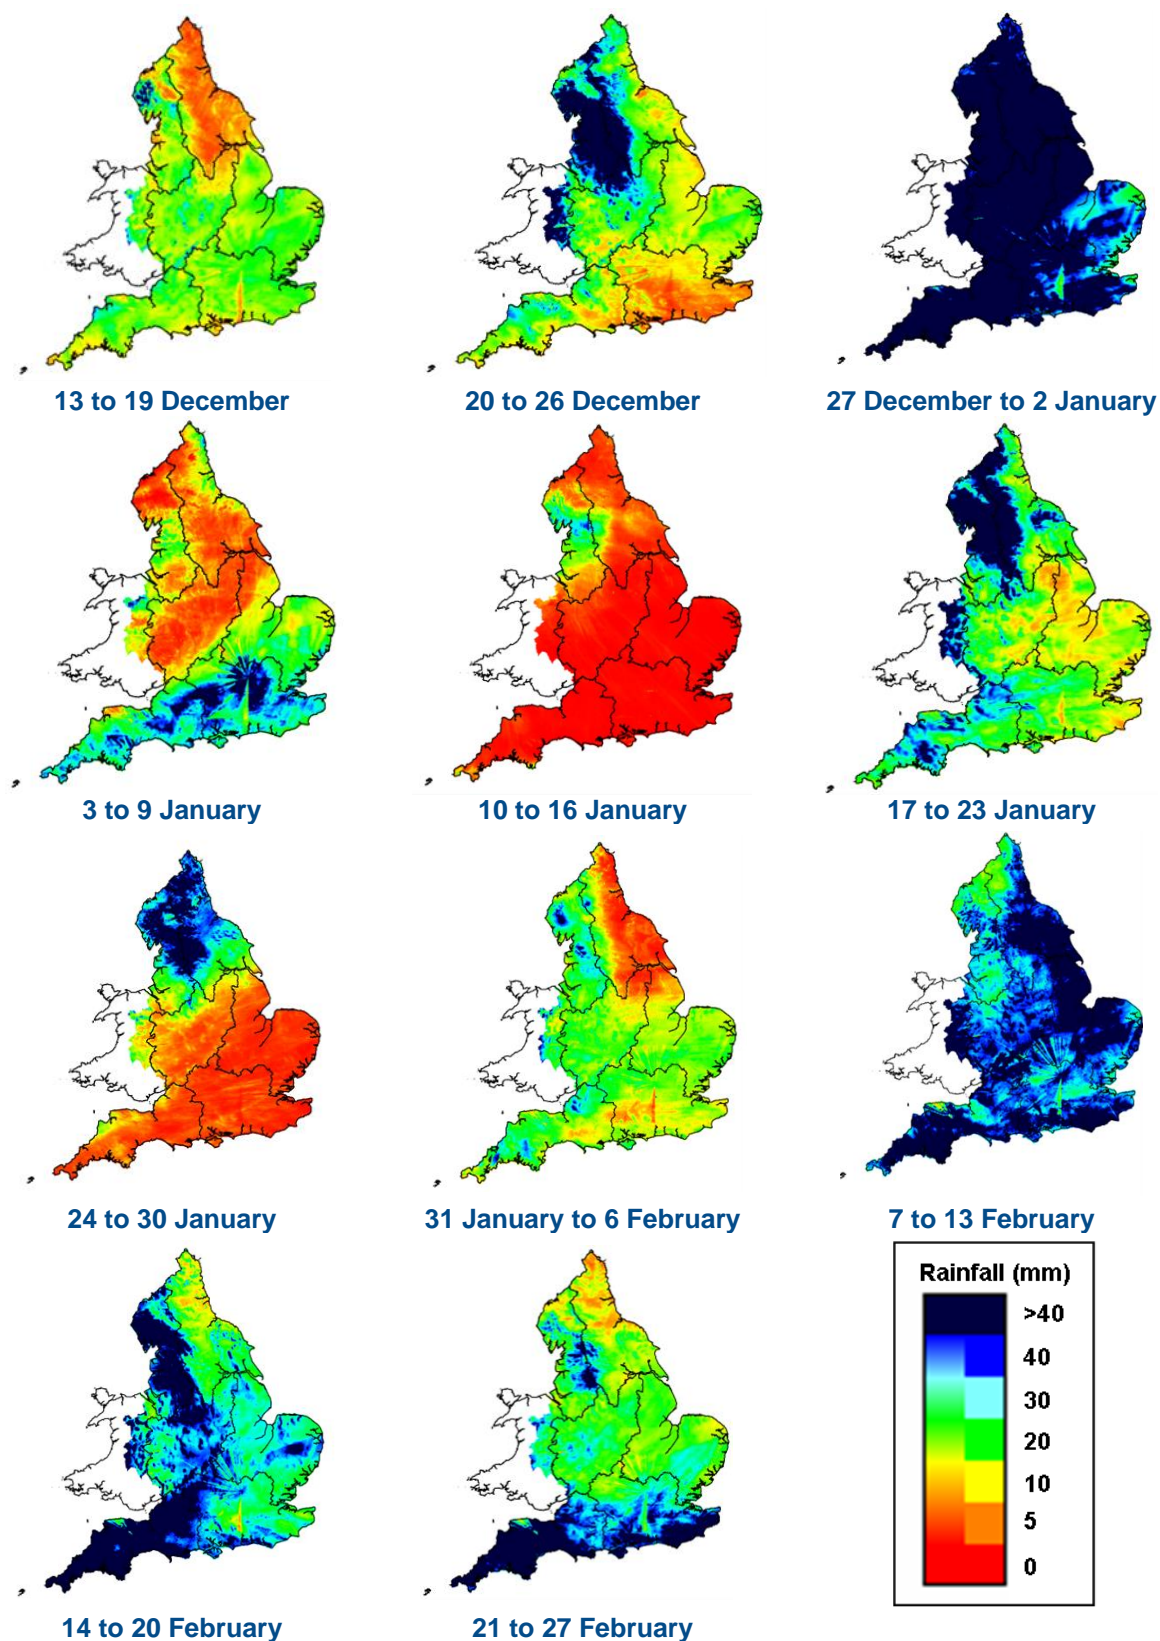 13 to 19 December
20 to 26 December
27 December to 2 January
3 to 9 January
10 to 16 January
17 to 23 January
24 to 30 January
31 January to 6 February
7 to 13 February
Rainfall (mm)
>40
40
30
20
10
5
0
14 to 20 February
21 to 27 February